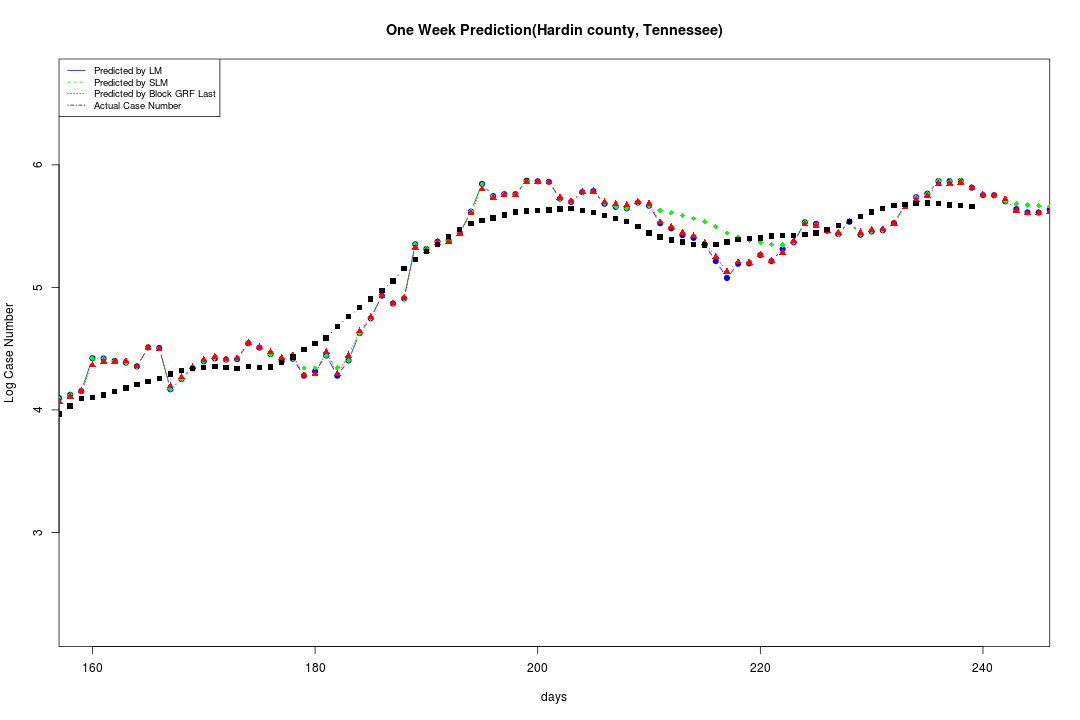 One Week Prediction(Hardin county, Tennessee)
Predicted by LM
Predicted by SLM
Predicted by Block GRF Last
Actual Case Number
6
5
4
3
Log Case Number
160 180 200 220 240
days